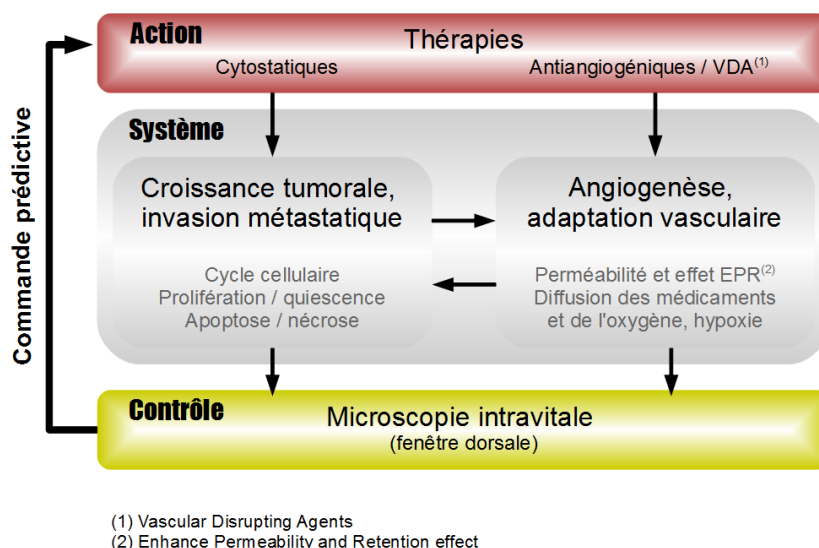 Action
Thérapies
Cytostatiques
Antiangiogéniques / VDA(1)
Commande prédictive
Système
Croissance tumorale,
invasion métastatique
Cycle cellulaire
Prolifération / quiescence
Apoptose / nécrose
Angiogenèse,
adaptation vasculaire
Perméabilité et effet EPR(2)
Diffusion des médicaments
et de l'oxygène, hypoxie
Contrôle
Microscopie intravitale
(fenêtre dorsale)
(1) Vascular Disrupting Agents
(2) Enhance Permeability and Retention effect